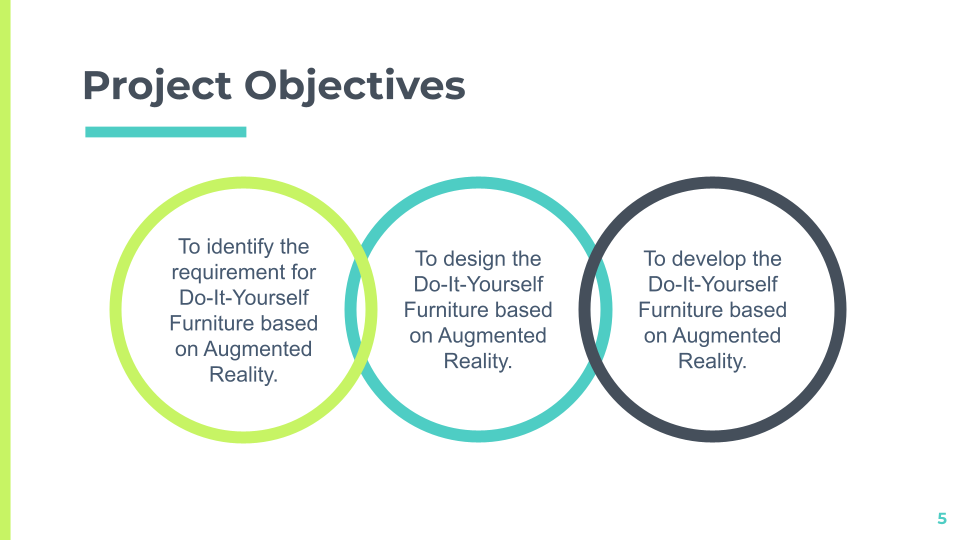 Project Objectives
To identify the
requirement for
Do-It-Yourself
Furniture based
on Augmented
Reality.
To design the
Do-It-Yourself
Furniture based
on Augmented
Reality.
To develop the
Do-It-Yourself
Furniture based
on Augmented
Reality.
5